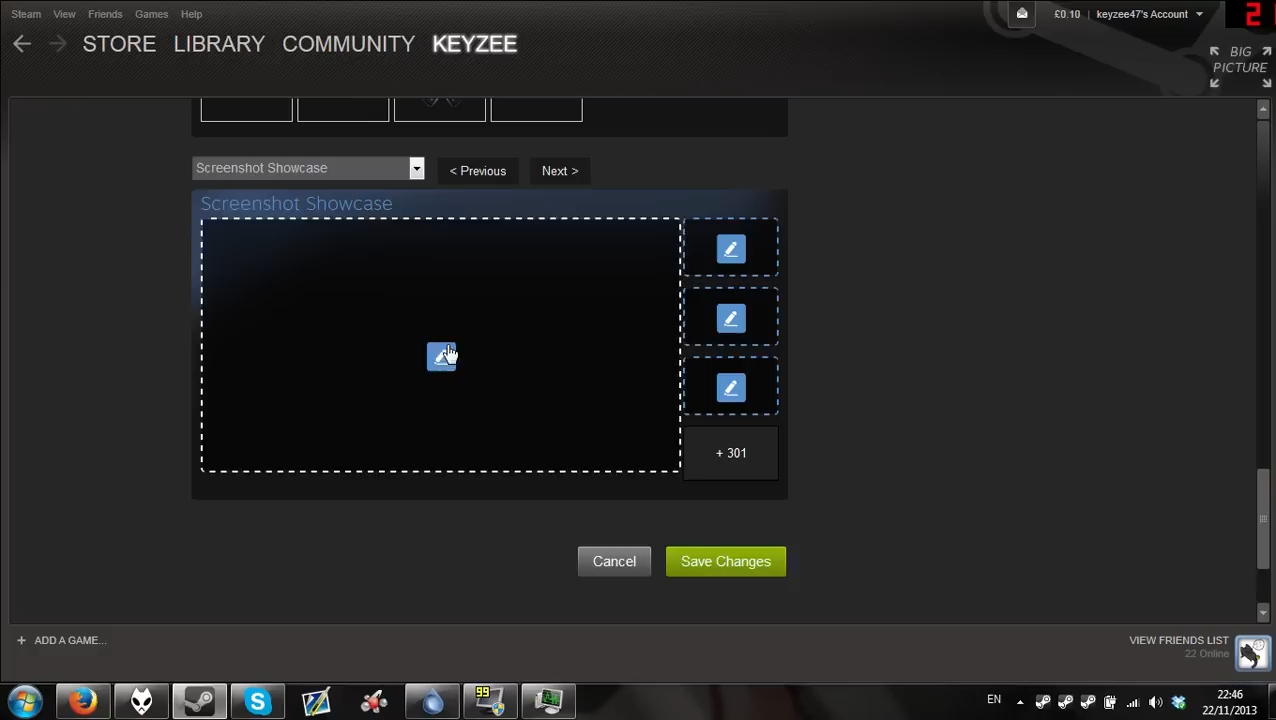 Steam View Friends Games Help
£0.10 | keyzee47's Account
2
STORE LIBRARY COMMUNITY KEYZEE
BIG
PICTURE
Screenshot Showcase
< Previous
Next >
Screenshot Showcase
+ 301
Cancel
Save Changes
+ ADD A GAME...
VIEW FRIENDS LIST
22 Online
99
EN
22:46
22/11/2013